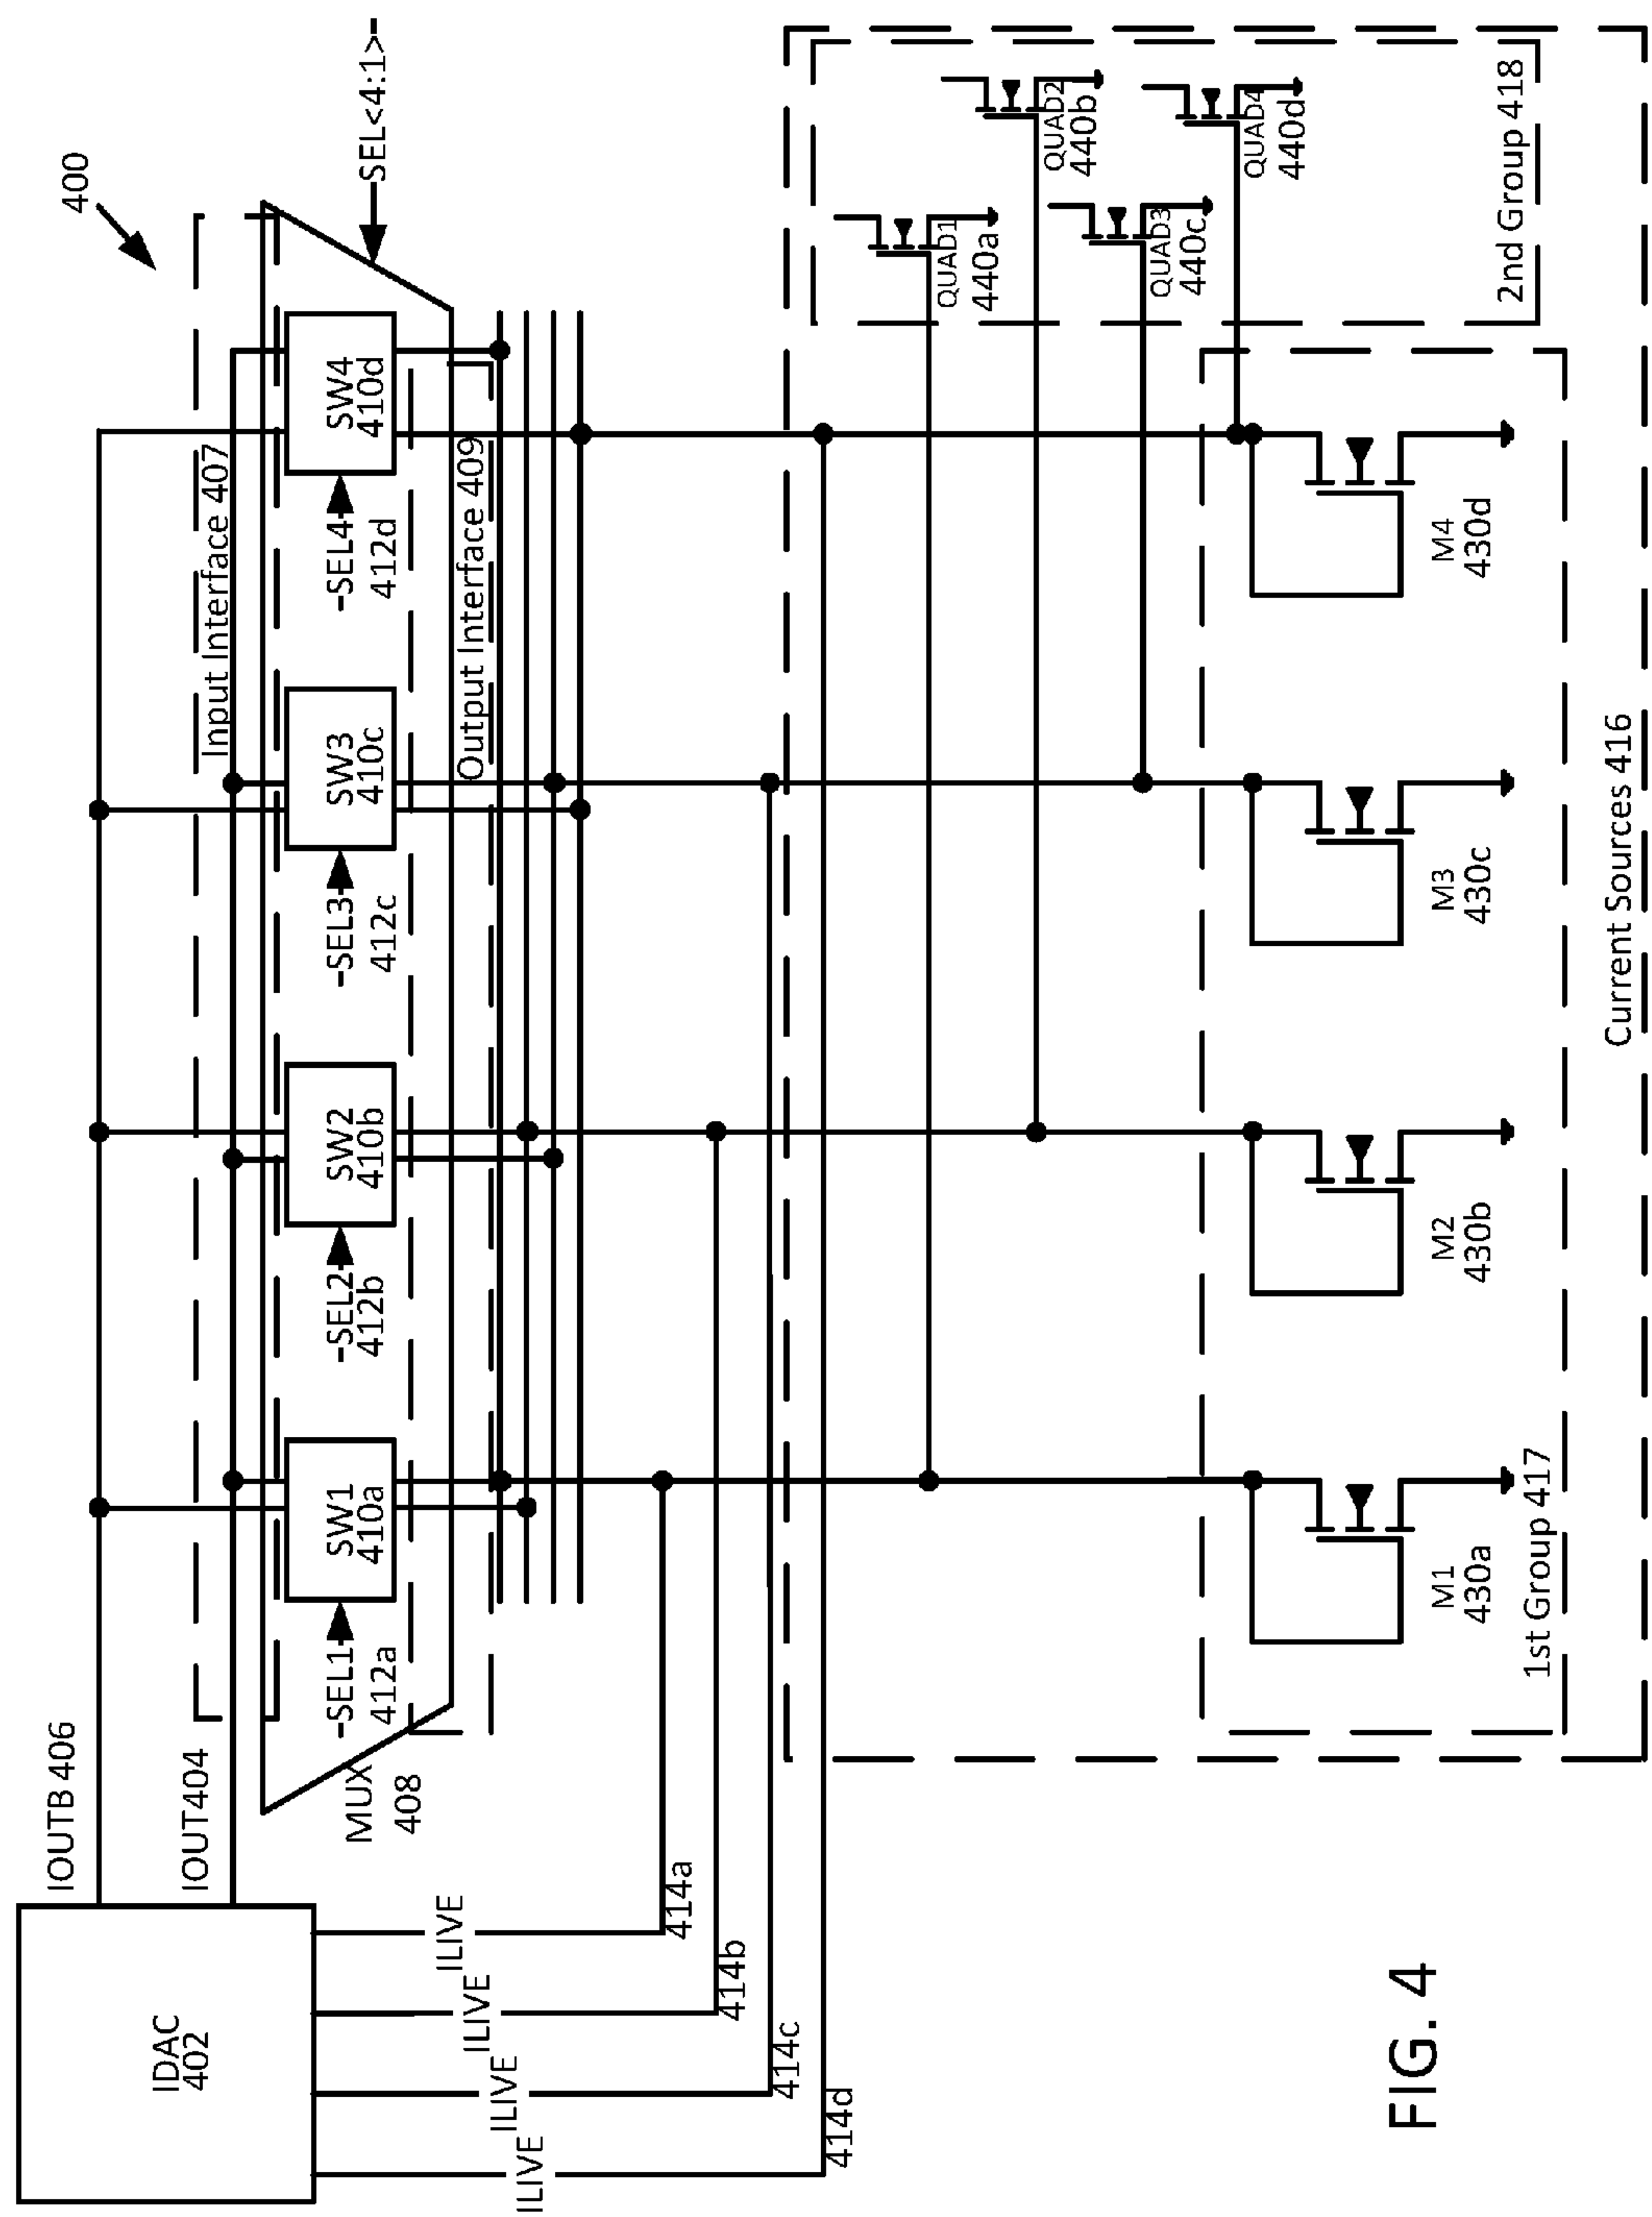 400
IOUTB 406
IOUT404
IDAC
402
Input Interface 407
-SEL<4:1>-
-SEL1-
412a
SW1
410a
-SEL2-
412b
SW2
410b
-SEL3-
412c
SW3
410c
-SEL4-
412d
SW4
410d
MUX
408
Output Interface 409
ILIVE
414a
ILIVE
414b
ILIVE
414c
ILIVE
414d
QUAD1
440a
QUAD2
440b
QUAD3
440c
QUAD4
440d
2nd Group 418
M1
430a
M2
430b
M3
430c
M4
430d
1st Group 417
Current Sources 416
FIG. 4